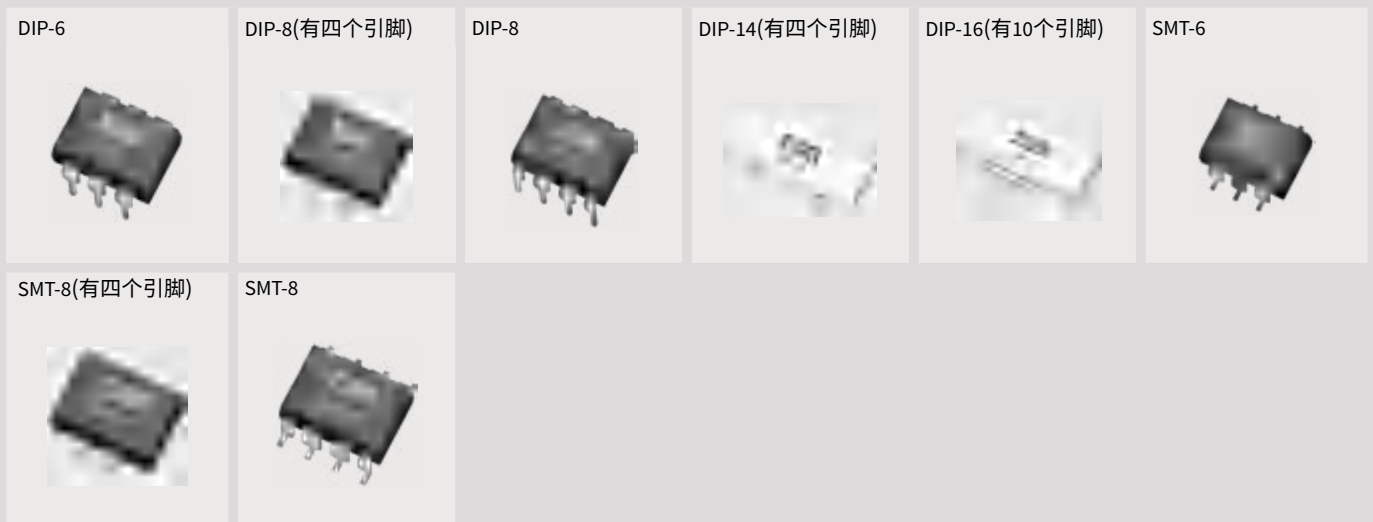 DIP-6
DIP-8(有四个引脚)
DIP-8
DIP-14(有四个引脚)
DIP-16(有10个引脚)
SMT-6
SMT-8(有四个引脚)
SMT-8